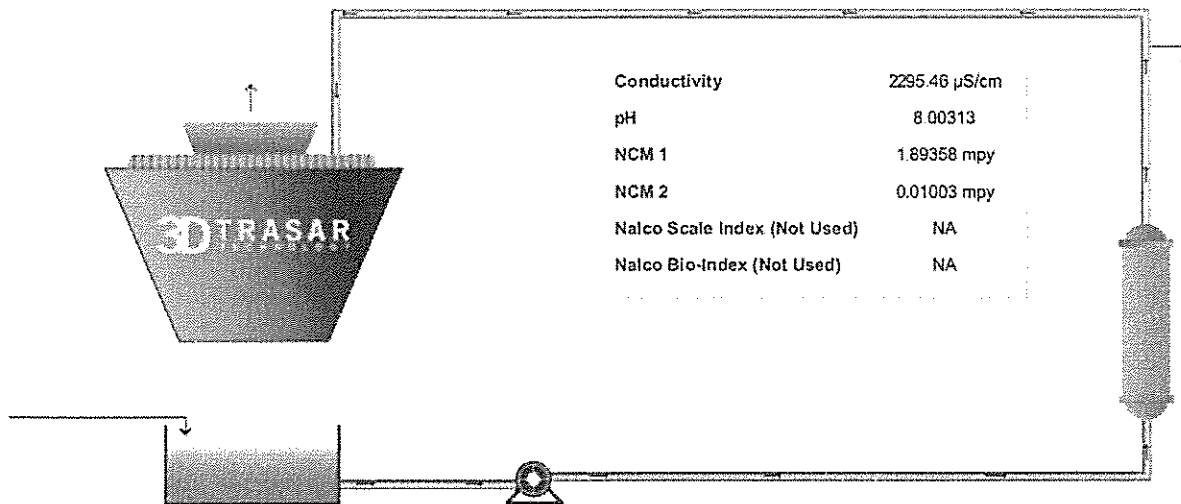 Conductivity 2295.46 µS/cm
pH 8.00313
NCM 1 1.89358 mpy
NCM 2 0.01003 mpy
3D TRASAR
Nalco Scale Index (Not Used) NA
Nalco Bio-Index (Not Used) NA